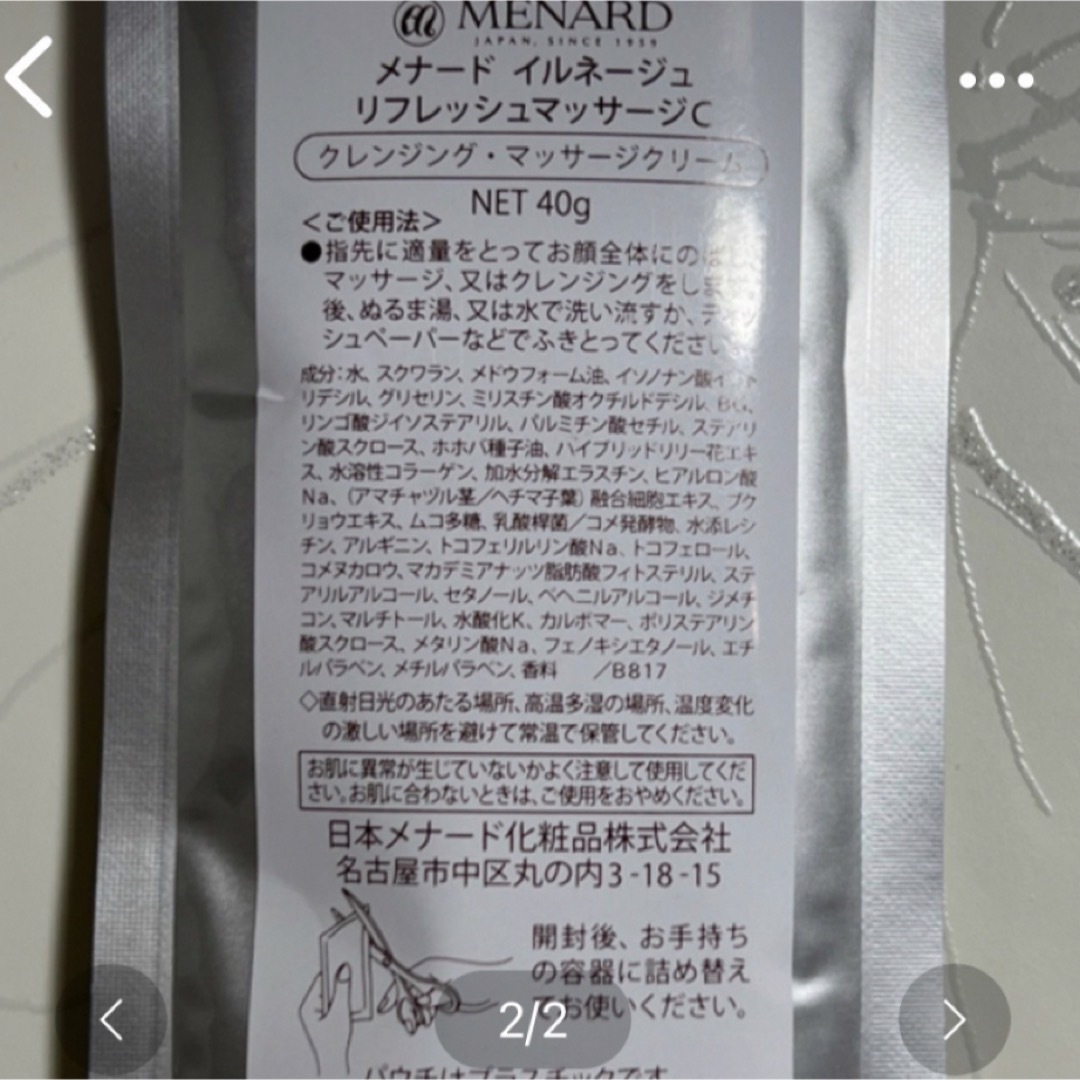 MENARD
JAPAN, SINCE 1959
メナード イルネージュ
リフレッシュマッサージC
クレンジング・マッサージクリーム
NET 40g
＜ご使用法＞
●指先に適量をとってお顔全体にの
マッサージ、又はクレンジングをし
後、ぬるま湯、又は水で洗い流すか、
シュペーパーなどでふきとってくださ
成分:水、スクワラン、メドウフォーム油、イソノナン酸イソト
リデシル、グリセリン、ミリスチン酸オクチルドデシル、BG、
リンゴ酸ジイソステアリル、パルミチン酸セチル、ステアリ
ン酸スクロース、ホホバ種子油、ハイブリッドリリー花エキ
ス、水溶性コラーゲン、加水分解エラスチン、ヒアルロン酸
Na、（アマチャヅル茎／ヘチマ子葉）融合細胞エキス、ブク
リョウエキス、ムコ多糖、乳酸桿菌／コメ発酵物、水添レシ
チン、アルギニン、トコフェリルリン酸Na、トコフェロール、
コメヌカロウ、マカデミアナッツ脂肪酸フィトステリル、ステ
アリルアルコール、セタノール、ベヘニルアルコール、ジメチ
コン、マルチトール、水酸化K、カルボマー、ポリステアリン
酸スクロース、メタリン酸Na、フェノキシエタノール、エチ
ルパラベン、メチルパラベン、香料 ／B817
◇直射日光のあたる場所、高温多湿の場所、温度変化
の激しい場所を避けて常温で保管してください。
お肌に異常が生じていないかよく注意して使用してくだ
さい。お肌に合わないときは、ご使用をおやめください。
日本メナード化粧品株式会社
名古屋市中区丸の内3-18-15
開封後、お手持ち
の容器に詰め替え
てお使いください。
2/2
パウチはプラスチックです